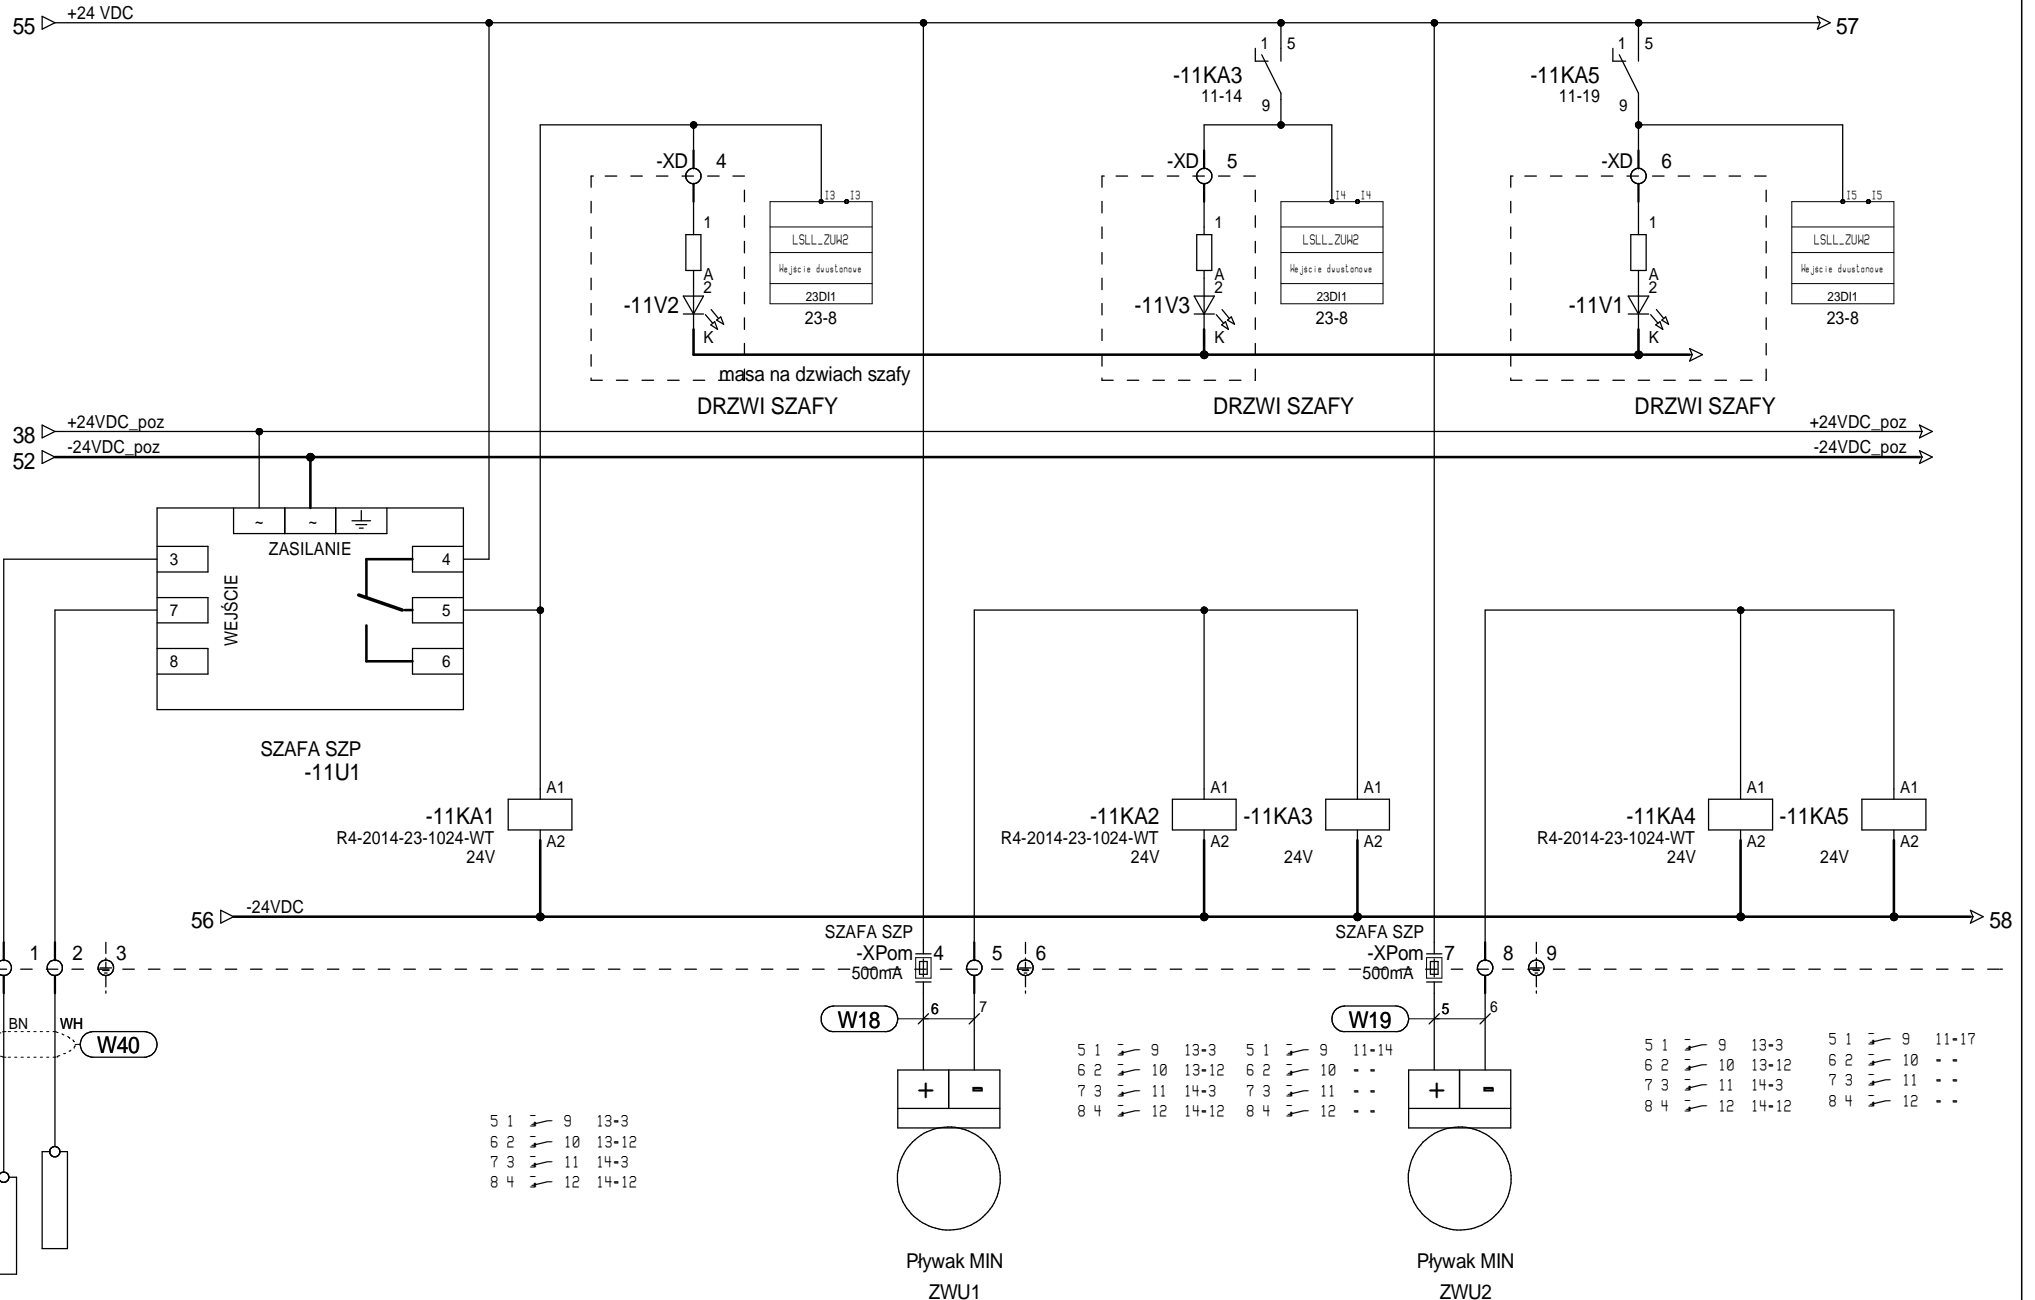 55
+24 VDC
57
1 5
-11KA3
11-14
9
1 5
-11KA5
11-19
9
-XD 4
-XD 5
-XD 6
I3 I3
LSLL_ZUW2
Wejście dwustanowe
23DI1
23-8
I4 I4
LSLL_ZUW2
Wejście dwustanowe
23DI1
23-8
I5 I5
LSLL_ZUW2
Wejście dwustanowe
23DI1
23-8
1
A
2
-11V2
K
1
A
2
-11V3
K
1
A
2
-11V1
K
masa na dzwiach szafy
DRZWI SZAFY
DRZWI SZAFY
DRZWI SZAFY
38
+24VDC_poz
+24VDC_poz
52
-24VDC_poz
-24VDC_poz
~ ~
ZASILANIE
WEJŚCIE
3
7
8
4
5
6
SZAFA SZP
-11U1
-11KA1
R4-2014-23-1024-WT
24V
A1
A2
-11KA2
R4-2014-23-1024-WT
24V
A1
A2
-11KA3
24V
A1
A2
-11KA4
R4-2014-23-1024-WT
24V
A1
A2
-11KA5
24V
A1
A2
56
-24VDC
58
1 2 3
SZAFA SZP
-XPom
500mA
4 5 6
SZAFA SZP
-XPom
500mA
7 8 9
BN WH
W40
W18
6 7
W19
5 6
+ -
+ -
5 1 9 13-3
6 2 10 13-12
7 3 11 14-3
8 4 12 14-12
5 1 9 13-3
6 2 10 13-12
7 3 11 14-3
8 4 12 14-12
5 1 9 11-14
6 2 10 - -
7 3 11 - -
8 4 12 - -
5 1 9 13-3
6 2 10 13-12
7 3 11 14-3
8 4 12 14-12
5 1 9 11-17
6 2 10 - -
7 3 11 - -
8 4 12 - -
Pływak MIN
ZWU1
Pływak MIN
ZWU2